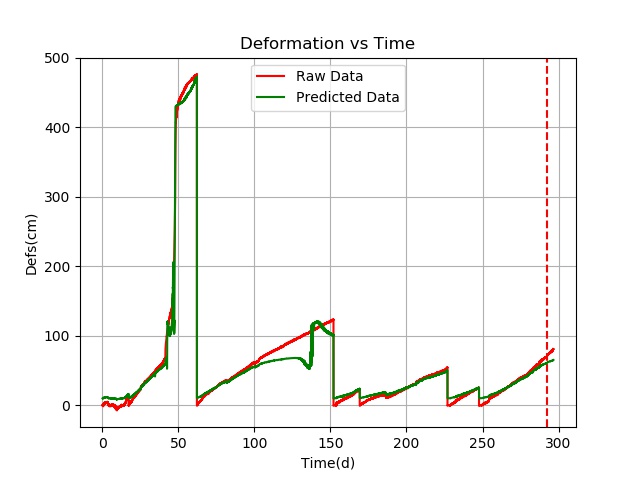 Deformation vs Time
Raw Data
Predicted Data
Defs(cm)
500
400
300
200
100
0
0 50 100 150 200 250 300
Time(d)